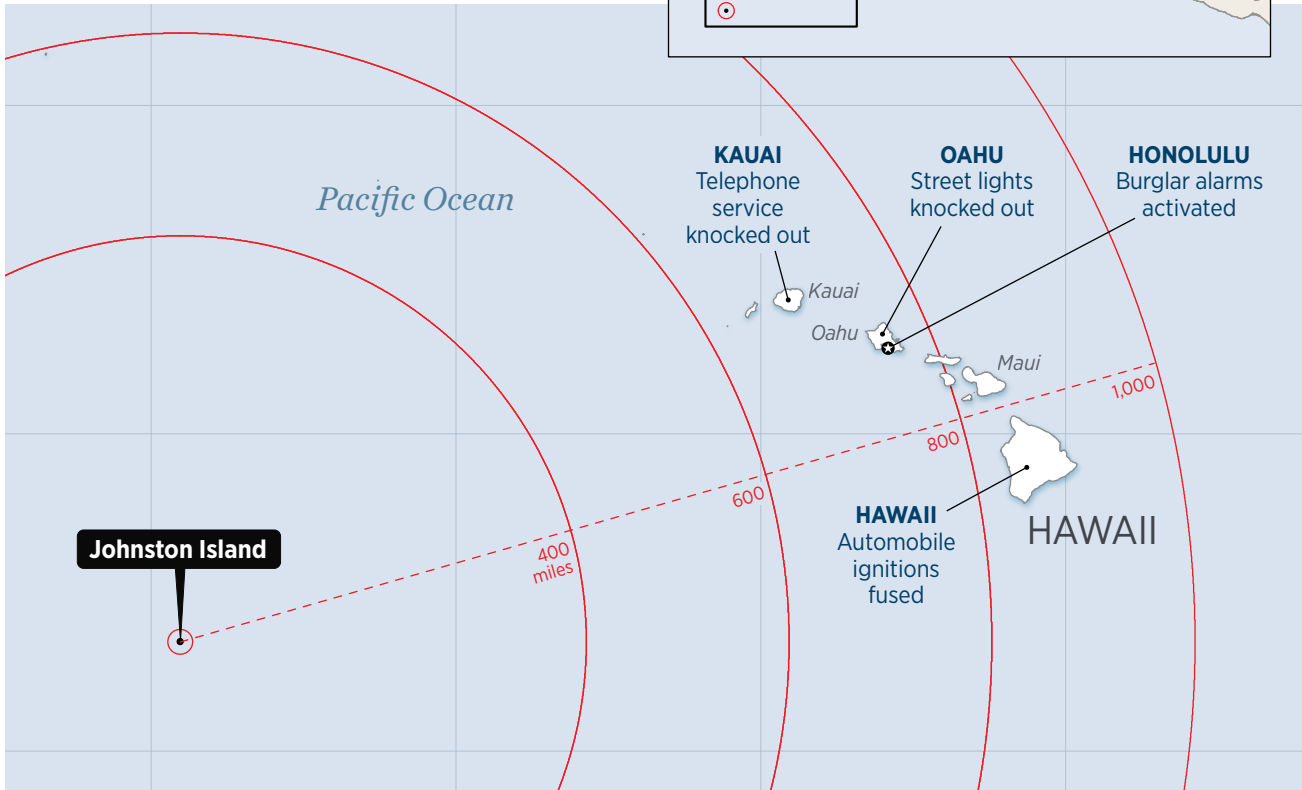 KAUAI
Telephone
service
knocked out
OAHU
Street lights
knocked out
HONOLULU
Burglar alarms
activated
Pacific Ocean
Kauai
Oahu
Maui
1,000
800
600
400
miles
HAWAII
Automobile
ignitions
fused
HAWAII
Johnston Island